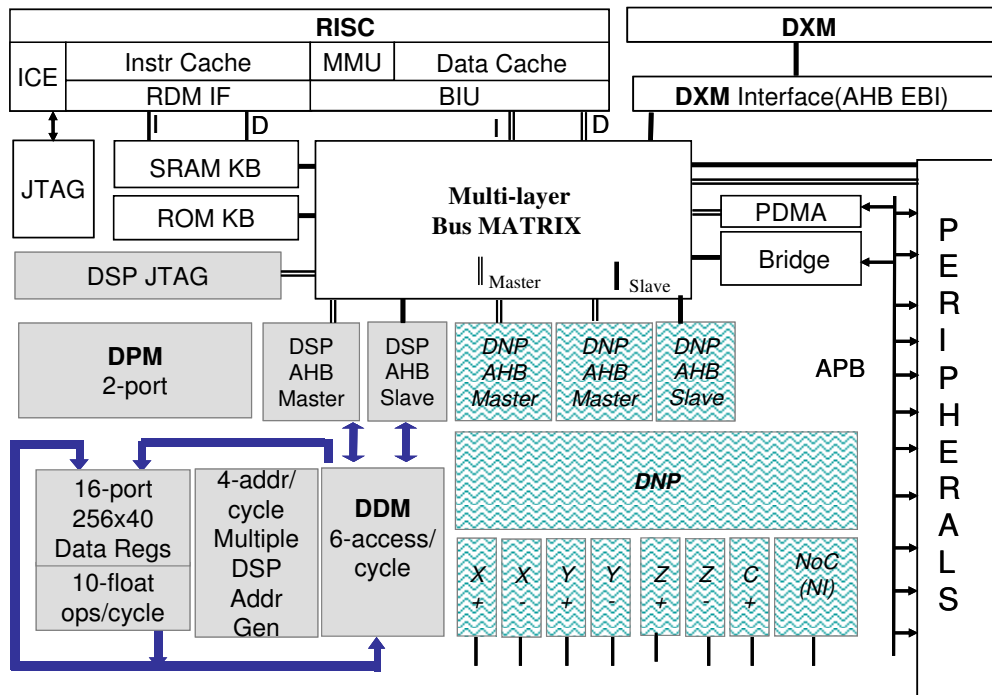 RISC
DXM
ICE
Instr Cache
MMU
Data Cache
RDM IF
BIU
DXM Interface(AHB EBI)
I
D
I
D
JTAG
SRAM KB
ROM KB
Multi-layer
Bus MATRIX
PDMA
Bridge
DSP JTAG
Master
Slave
DPM
2-port
DSP
AHB
Master
DSP
AHB
Slave
DNP
AHB
Master
DNP
AHB
Master
DNP
AHB
Slave
APB
PERIPHERALS
16-port
256x40
Data Regs
10-float
ops/cycle
4-addr/
cycle
Multiple
DSP
Addr
Gen
DDM
6-access/
cycle
DNP
X
+
X
-
Y
+
Y
-
Z
+
Z
-
C
+
NoC
(NI)